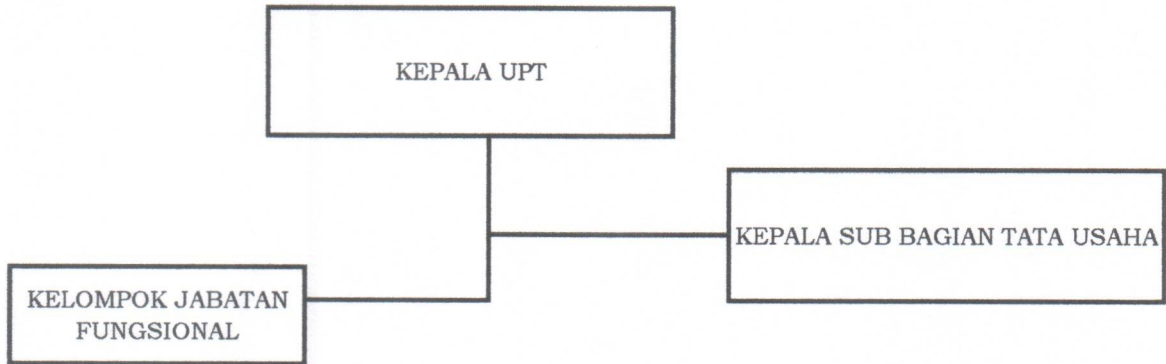 KEPALA UPT
KEPALA SUB BAGIAN TATA USAHA
KELOMPOK JABATAN
FUNGSIONAL